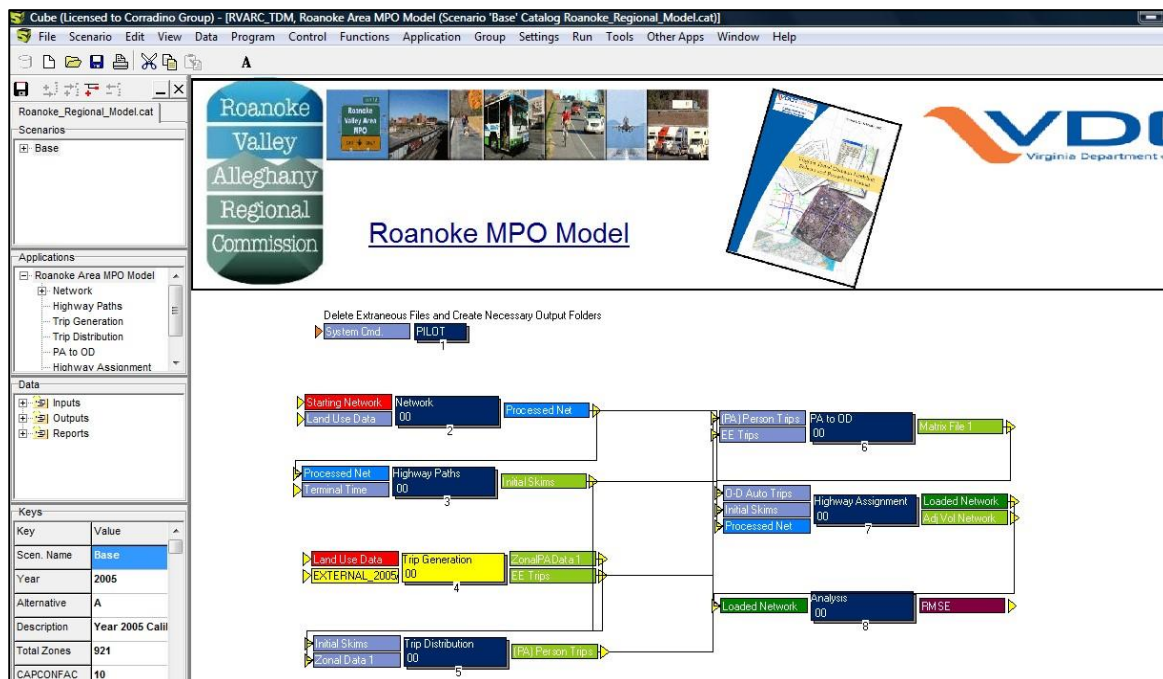 Cube (Licensed to Corradino Group) - [RVARC_TDM, Roanoke Area MPO Model (Scenario 'Base' Catalog Roanoke_Regional_Model.cat)]
File Scenario Edit View Data Program Control Functions Application Group Settings Run Tools Other Apps Window Help
A
Roanoke_Regional_Model.cat
Scenarios
Base
Applications
Roanoke Area MPO Model
Network
Highway Paths
Trip Generation
Trip Distribution
PA to OD
Highway Assignment
Data
Inputs
Outputs
Reports
Keys
Key Value
Scen. Name Base
Year 2005
Alternative A
Description Year 2005 Cali
Total Zones 921
CAPCONFAC 10
Roanoke
Valley
Alleghany
Regional
Commission
Roanoke
Valley Area
MPO
Roanoke MPO Model
VDO
Virginia Department
Delete Extraneous Files and Create Necessary Output Folders
System Cmd. PILOT
1
Starting Network Network Processed Net
Land Use Data 00
2
Processed Net Highway Paths Initial Skims
Terminal Time 00
3
Land Use Data Trip Generation ZonalPAData 1
EXTERNAL_2005 00 EE Trips
4
Initial Skims Trip Distribution (PA) Person Trips
Zonal Data 1 00
5
(PA) Person Trips PA to OD Matrix File 1
EE Trips 00
6
O-D Auto Trips Highway Assignment Loaded Network
Initial Skims 00 Adj Vol Network
Processed Net
7
Loaded Network Analysis RMSE
00
8